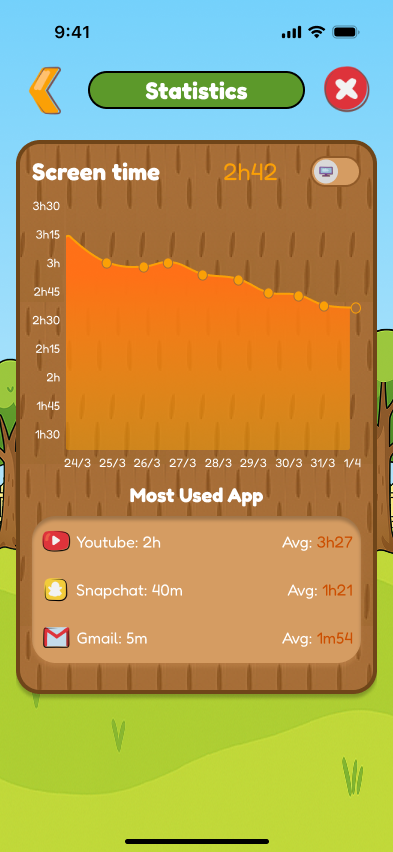 9:41
Statistics
Screen time 2h42
3h30
3h15
3h
2h45
2h30
2h15
2h
1h45
1h30
24/3 25/3 26/3 27/3 28/3 29/3 30/3 31/3 1/4
Most Used App
Youtube: 2h Avg: 3h27
Snapchat: 40m Avg: 1h21
Gmail: 5m Avg: 1m54